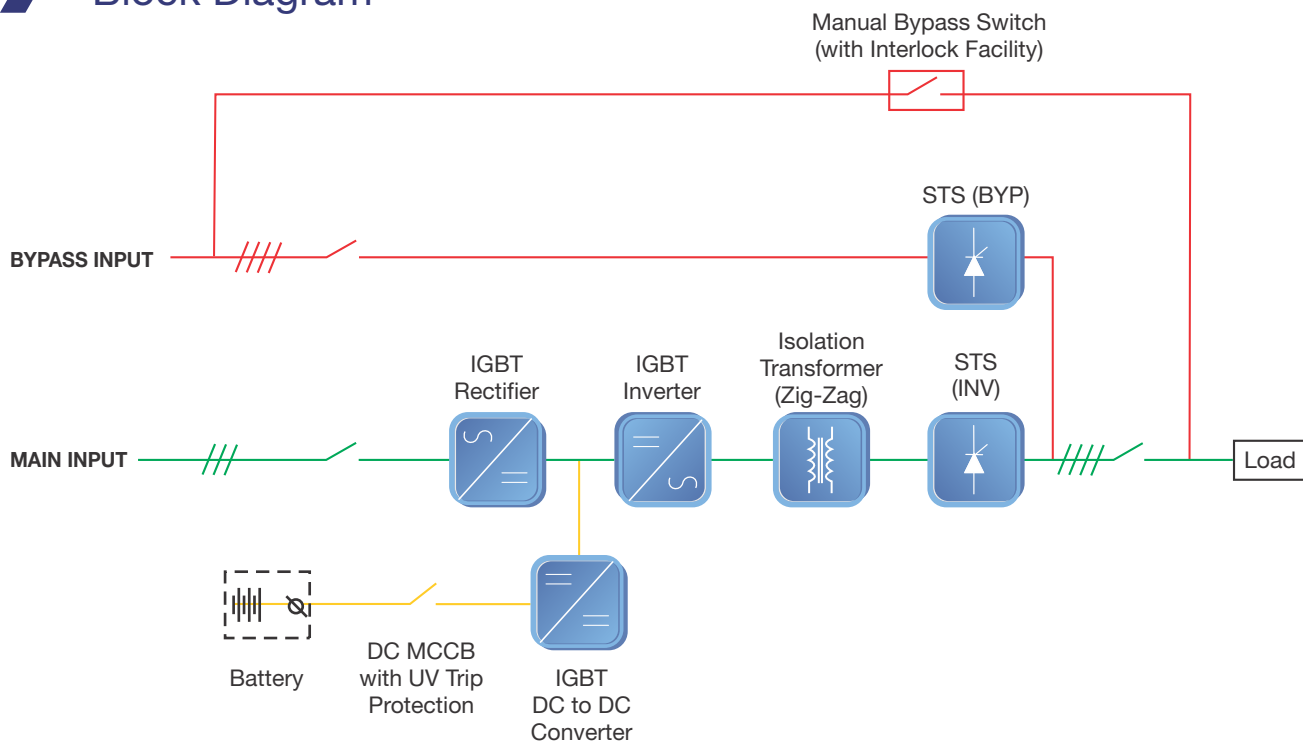 Block Diagram
Manual Bypass Switch
(with Interlock Facility)
STS (BYP)
BYPASS INPUT
IGBT
Rectifier
IGBT
Inverter
Isolation
Transformer
(Zig-Zag)
STS
(INV)
MAIN INPUT
Load
Battery
DC MCCB
with UV Trip
Protection
IGBT
DC to DC
Converter